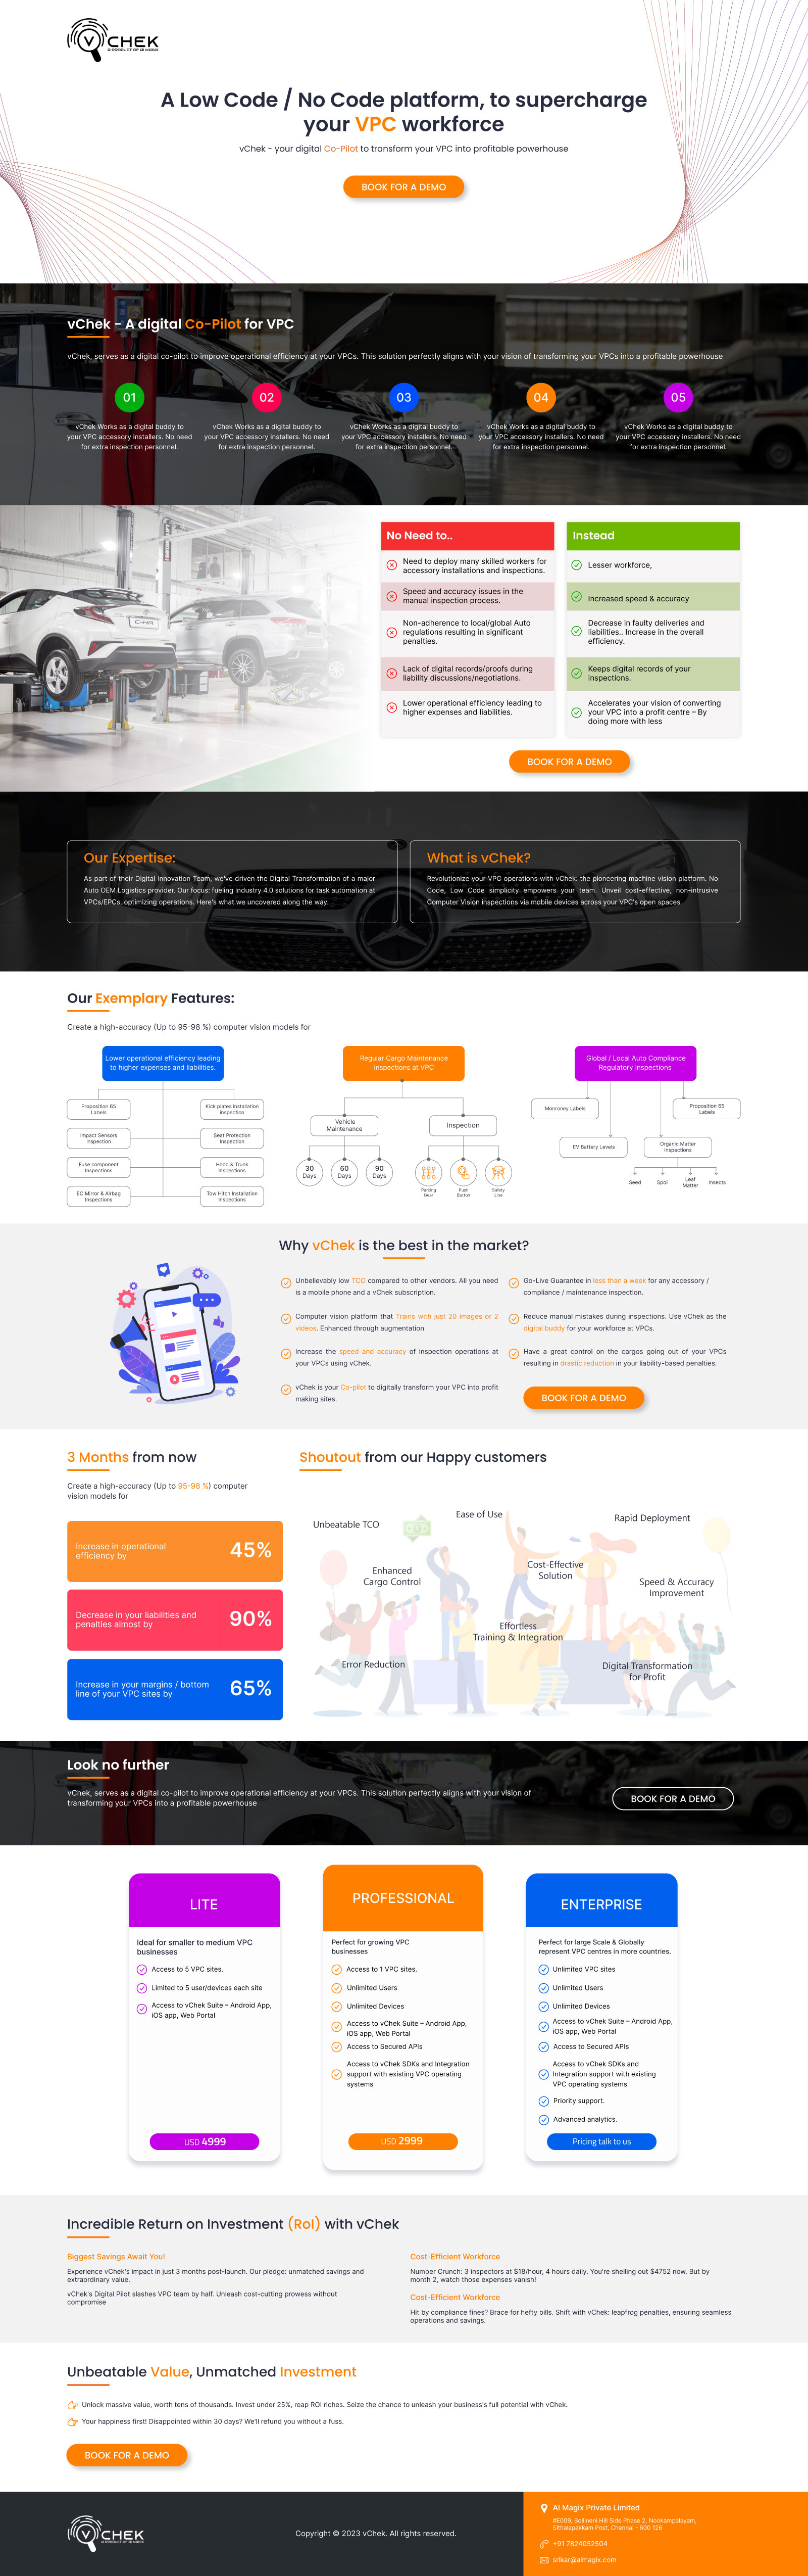 VCHEK
A PRODUCT OF AI MAGIX
A Low Code / No Code platform, to supercharge
your VPC workforce
vChek - your digital Co-Pilot to transform your VPC into profitable powerhouse
BOOK FOR A DEMO
vChek - A digital Co-Pilot for VPC
vChek, serves as a digital co-pilot to improve operational efficiency at your VPCs. This solution perfectly aligns with your vision of transforming your VPCs into a profitable powerhouse
01
vChek Works as a digital buddy to
your VPC accessory installers. No need
for extra inspection personnel.
02
vChek Works as a digital buddy to
your VPC accessory installers. No need
for extra inspection personnel.
03
vChek Works as a digital buddy to
your VPC accessory installers. No need
for extra inspection personnel.
04
vChek Works as a digital buddy to
your VPC accessory installers. No need
for extra inspection personnel.
05
vChek Works as a digital buddy to
your VPC accessory installers. No need
for extra inspection personnel.
C-HR
No Need to..
Need to deploy many skilled workers for
accessory installations and inspections.
Speed and accuracy issues in the
manual inspection process.
Non-adherence to local/global Auto
regulations resulting in significant
penalties.
Lack of digital records/proofs during
liability discussions/negotiations.
Lower operational efficiency leading to
higher expenses and liabilities.
Instead
Lesser workforce,
Increased speed & accuracy
Decrease in faulty deliveries and
liabilities.. Increase in the overall
efficiency.
Keeps digital records of your
inspections.
Accelerates your vision of converting
your VPC into a profit centre – By
doing more with less
BOOK FOR A DEMO
Our Expertise:
As part of their Digital Innovation Team, we've driven the Digital Transformation of a major
Auto OEM Logistics provider. Our focus: fueling Industry 4.0 solutions for task automation at
VPCs/EPCs, optimizing operations. Here's what we uncovered along the way.
What is vChek?
Revolutionize your VPC operations with vChek: the pioneering machine vision platform. No
Code, Low Code simplicity empowers your team. Unveil cost-effective, non-intrusive
Computer Vision inspections via mobile devices across your VPC's open spaces
Our Exemplary Features:
Create a high-accuracy (Up to 95-98 %) computer vision models for
Lower operational efficiency leading
to higher expenses and liabilities.
Proposition 65
Labels
Kick plates installation
Inspection
Impact Sensors
Inspection
Seat Protection
Inspection
Fuse component
Inspections
Hood & Trunk
Inspections
EC Mirror & Airbag
Inspections
Tow Hitch Installation
Inspections
Regular Cargo Maintenance
inspections at VPC
Vehicle
Maintenance
Inspection
30
Days
60
Days
90
Days
Parking
Gear
Push
Button
Safety
Line
Global / Local Auto Compliance
Regulatory Inspections
Monroney Labels
Proposition 65
Labels
EV Battery Levels
Organic Matter
Inspections
Seed
Spoil
Leaf
Matter
Insects
Why vChek is the best in the market?
Unbelievably low TCO compared to other vendors. All you need
is a mobile phone and a vChek subscription.
Computer vision platform that Trains with just 20 images or 2
videos. Enhanced through augmentation
Increase the speed and accuracy of inspection operations at
your VPCs using vChek.
vChek is your Co-pilot to digitally transform your VPC into profit
making sites.
Go-Live Guarantee in less than a week for any accessory /
compliance / maintenance inspection.
Reduce manual mistakes during inspections. Use vChek as the
digital buddy for your workforce at VPCs.
Have a great control on the cargos going out of your VPCs
resulting in drastic reduction in your liability-based penalties.
BOOK FOR A DEMO
3 Months from now
Create a high-accuracy (Up to 95-98 %) computer
vision models for
Increase in operational
efficiency by
45%
Decrease in your liabilities and
penalties almost by
90%
Increase in your margins / bottom
line of your VPC sites by
65%
Shoutout from our Happy customers
Unbeatable TCO
Ease of Use
Rapid Deployment
Enhanced
Cargo Control
Cost-Effective
Solution
Speed & Accuracy
Improvement
Effortless
Training & Integration
Error Reduction
Digital Transformation
for Profit
Look no further
vChek, serves as a digital co-pilot to improve operational efficiency at your VPCs. This solution perfectly aligns with your vision of
transforming your VPCs into a profitable powerhouse
BOOK FOR A DEMO
LITE
Ideal for smaller to medium VPC
businesses
Access to 5 VPC sites.
Limited to 5 user/devices each site
Access to vChek Suite – Android App,
iOS app, Web Portal
USD 4999
PROFESSIONAL
Perfect for growing VPC
businesses
Access to 1 VPC sites.
Unlimited Users
Unlimited Devices
Access to vChek Suite – Android App,
iOS app, Web Portal
Access to Secured APIs
Access to vChek SDKs and Integration
support with existing VPC operating
systems
USD 2999
ENTERPRISE
Perfect for large Scale & Globally
represent VPC centres in more countries.
Unlimited VPC sites
Unlimited Users
Unlimited Devices
Access to vChek Suite – Android App,
iOS app, Web Portal
Access to Secured APIs
Access to vChek SDKs and
Integration support with existing
VPC operating systems
Priority support.
Advanced analytics.
Pricing talk to us
Incredible Return on Investment (RoI) with vChek
Biggest Savings Await You!
Experience vChek's impact in just 3 months post-launch. Our pledge: unmatched savings and
extraordinary value.
vChek's Digital Pilot slashes VPC team by half. Unleash cost-cutting prowess without
compromise
Cost-Efficient Workforce
Number Crunch: 3 inspectors at $18/hour, 4 hours daily. You're shelling out $4752 now. But by
month 2, watch those expenses vanish!
Cost-Efficient Workforce
Hit by compliance fines? Brace for hefty bills. Shift with vChek: leapfrog penalties, ensuring seamless
operations and savings.
Unbeatable Value, Unmatched Investment
Unlock massive value, worth tens of thousands. Invest under 25%, reap ROI riches. Seize the chance to unleash your business's full potential with vChek.
Your happiness first! Disappointed within 30 days? We'll refund you without a fuss.
BOOK FOR A DEMO
VCHEK
A PRODUCT OF AI MAGIX
Copyright © 2023 vChek. All rights reserved.
AI Magix Private Limited
#E009, Bollineni Hill Side Phase 2, Nookampalayam,
Sithalapakkam Post, Chennai - 600 126
+91 7824052504
srikar@aimagix.com